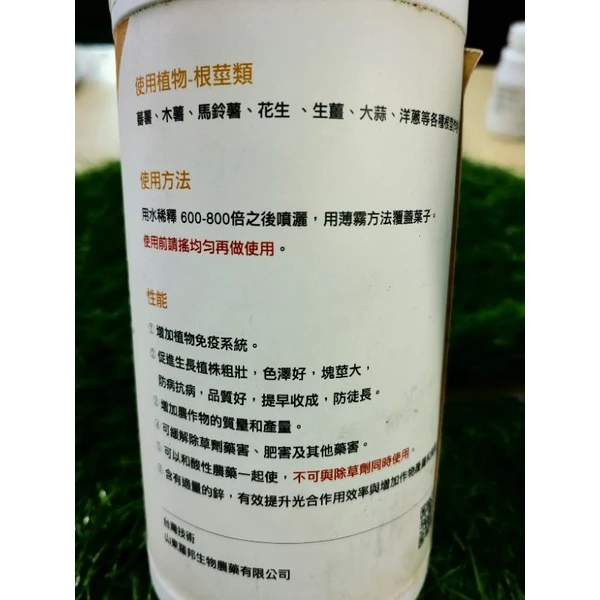 使用植物-根莖類
蕃薯、木薯、馬鈴薯、花生 、生薑、大蒜、洋蔥等各種根莖作物
使用方法
用水稀釋 600-800倍之後噴灑，用薄霧方法覆蓋葉子。
使用前請搖均勻再做使用。
性能
①增加植物免疫系統。
②促進生長植株粗壯，色澤好，塊莖大，
防病抗病，品質好，提早收成，防徒長。
③增加農作物的質量和產量。
④可緩解除草劑藥害、肥害及其他藥害。
⑤可以和酸性農藥一起使，不可與除草劑同時使用。
⑥含有適量的鋅，有效提升光合作用效率與增加作物產量和
台灣技術
山東蘊邦生物農藥有限公司